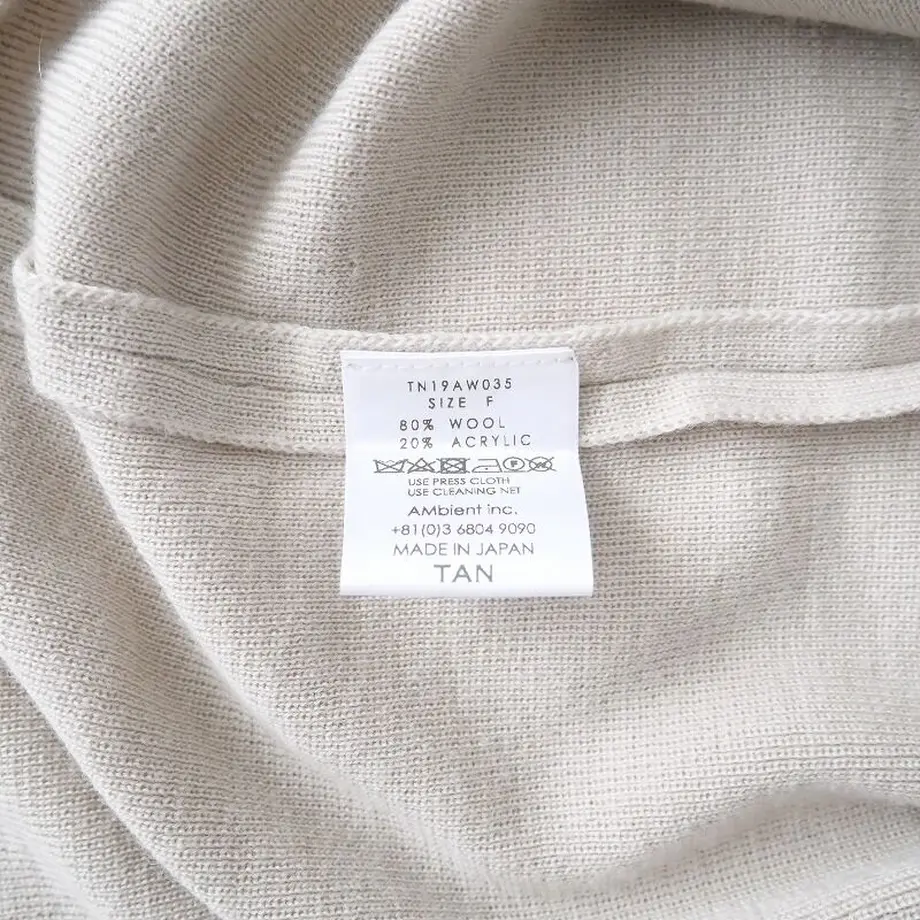 TN19AW035
SIZE F
80% WOOL
20% ACRYLIC
USE PRESS CLOTH
USE CLEANING NET
AMbient inc.
+81(0)3 6804 9090
MADE IN JAPAN
TAN